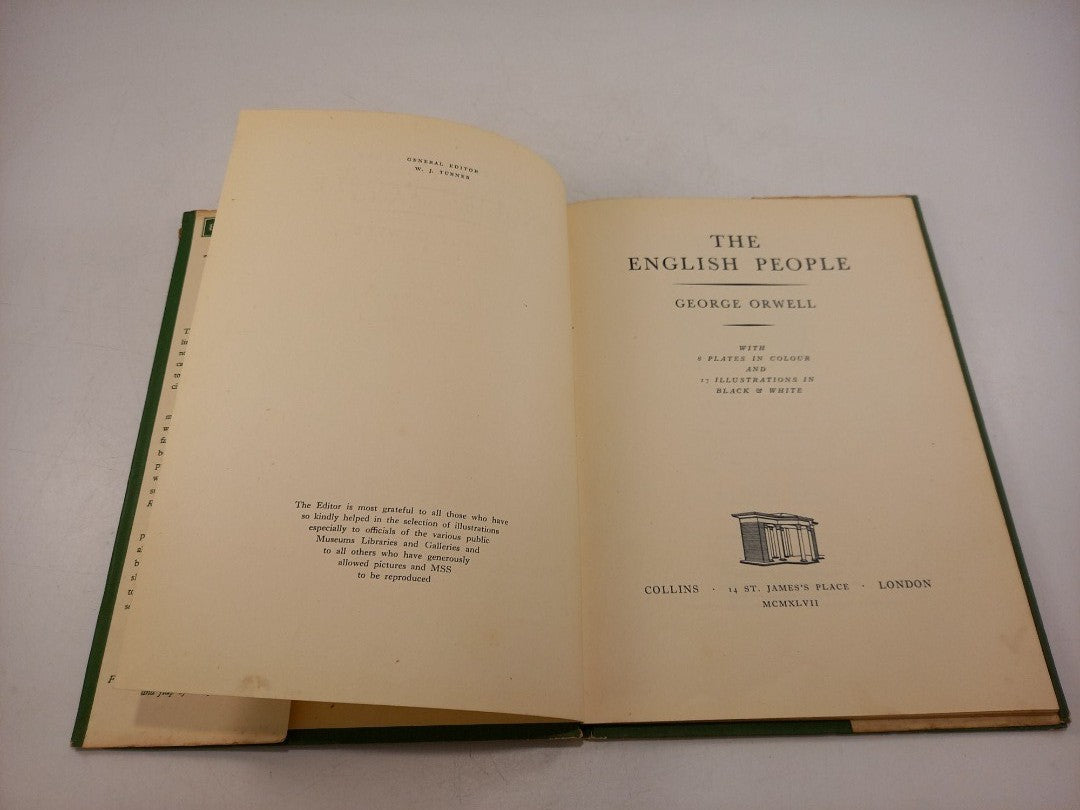 GENERAL EDITOR
W. J. TURNER
The Editor is most grateful to all those who have
so kindly helped in the selection of illustrations
especially to officials of the various public
Museums Libraries and Galleries and
to all others who have generously
allowed pictures and MSS
to be reproduced
THE
ENGLISH PEOPLE
GEORGE ORWELL
WITH
8 PLATES IN COLOUR
AND
17 ILLUSTRATIONS IN
BLACK & WHITE
COLLINS · 14 ST. JAMES'S PLACE · LONDON
MCMXLVII